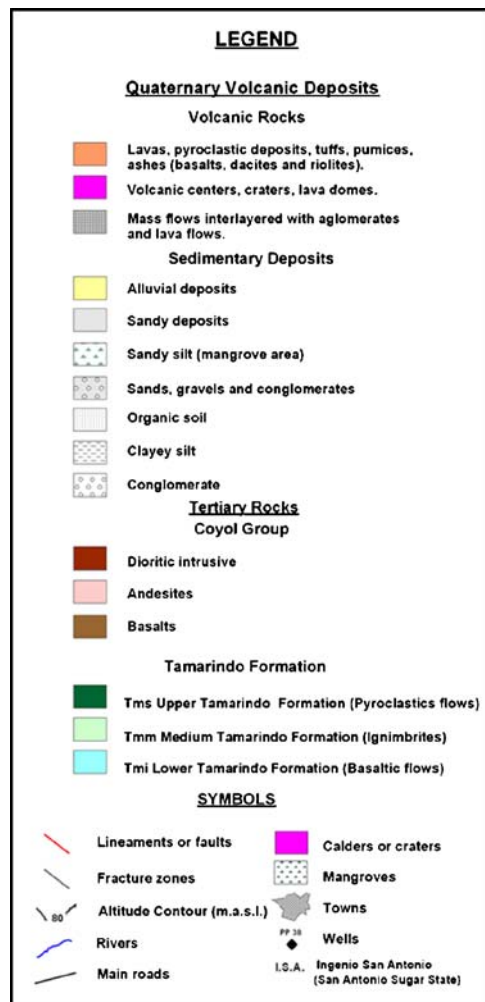 LEGEND
Quaternary Volcanic Deposits
Volcanic Rocks
Lavas, pyroclastic deposits, tuffs, pumices,
ashes (basalts, dacites and riolites).
Volcanic centers, craters, lava domes.
Mass flows interlayered with aglomerates
and lava flows.
Sedimentary Deposits
Alluvial deposits
Sandy deposits
Sandy silt (mangrove area)
Sands, gravels and conglomerates
Organic soil
Clayey silt
Conglomerate
Tertiary Rocks
Coyol Group
Dioritic intrusive
Andesites
Basalts
Tamarindo Formation
Tms Upper Tamarindo Formation (Pyroclastics flows)
Tmm Medium Tamarindo Formation (Ignimbrites)
Tmi Lower Tamarindo Formation (Basaltic flows)
SYMBOLS
Lineaments or faults
Fracture zones
80 Altitude Contour (m.a.s.l.)
Rivers
Main roads
Calders or craters
Mangroves
Towns
PP 38
Wells
I.S.A. Ingenio San Antonio
(San Antonio Sugar State)